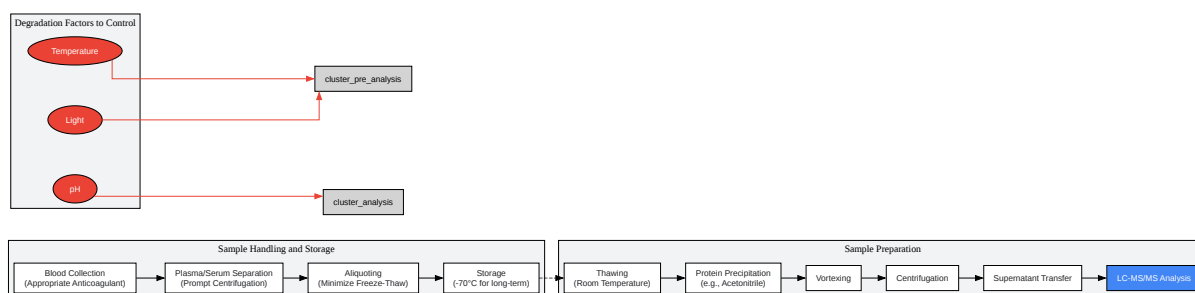 Degradation Factors to Control
Temperature
cluster_pre_analysis
Light
pH
cluster_analysis
Sample Handling and Storage
Blood Collection
(Appropriate Anticoagulant)
Plasma/Serum Separation
(Prompt Centrifugation)
Aliquoting
(Minimize Freeze-Thaw)
Storage
(-70°C for long-term)
Sample Preparation
Thawing
(Room Temperature)
Protein Precipitation
(e.g., Acetonitrile)
Vortexing
Centrifugation
Supernatant Transfer
LC-MS/MS Analysis